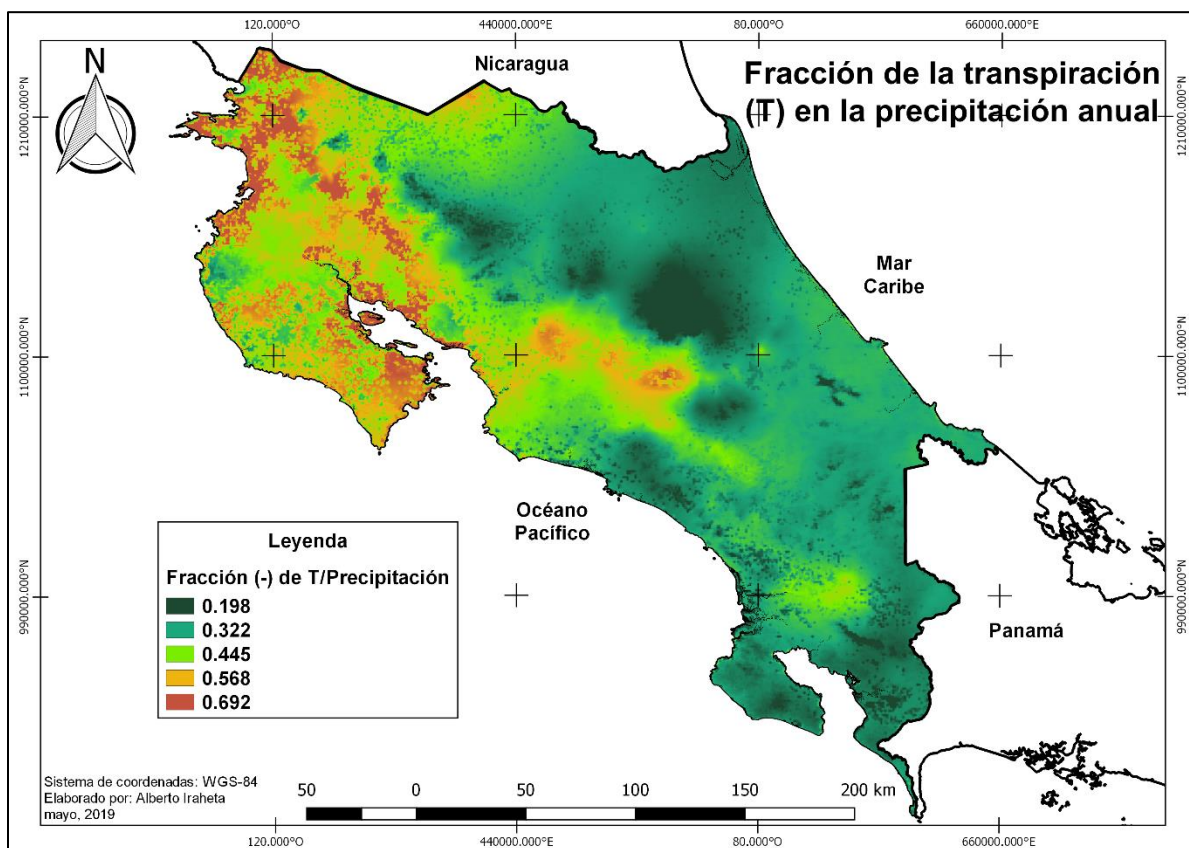 120.000°O 440000.000°E 80.000°O 660000.000°E
N
Nicaragua
Fracción de la transpiración
(T) en la precipitación anual
1210000.000°N 1210000.000°N
Mar
Caribe
1100000.000°N 1100000.000°N
Océano
Pacífico
Leyenda
Fracción (-) de T/Precipitación
0.198
0.322
0.445
0.568
0.692
990000.000°N 990000.000°N
Panamá
Sistema de coordenadas: WGS-84
Elaborado por: Alberto Iraheta
mayo, 2019
50 0 50 100 150 200 km
120.000°O 440000.000°E 80.000°O 660000.000°E